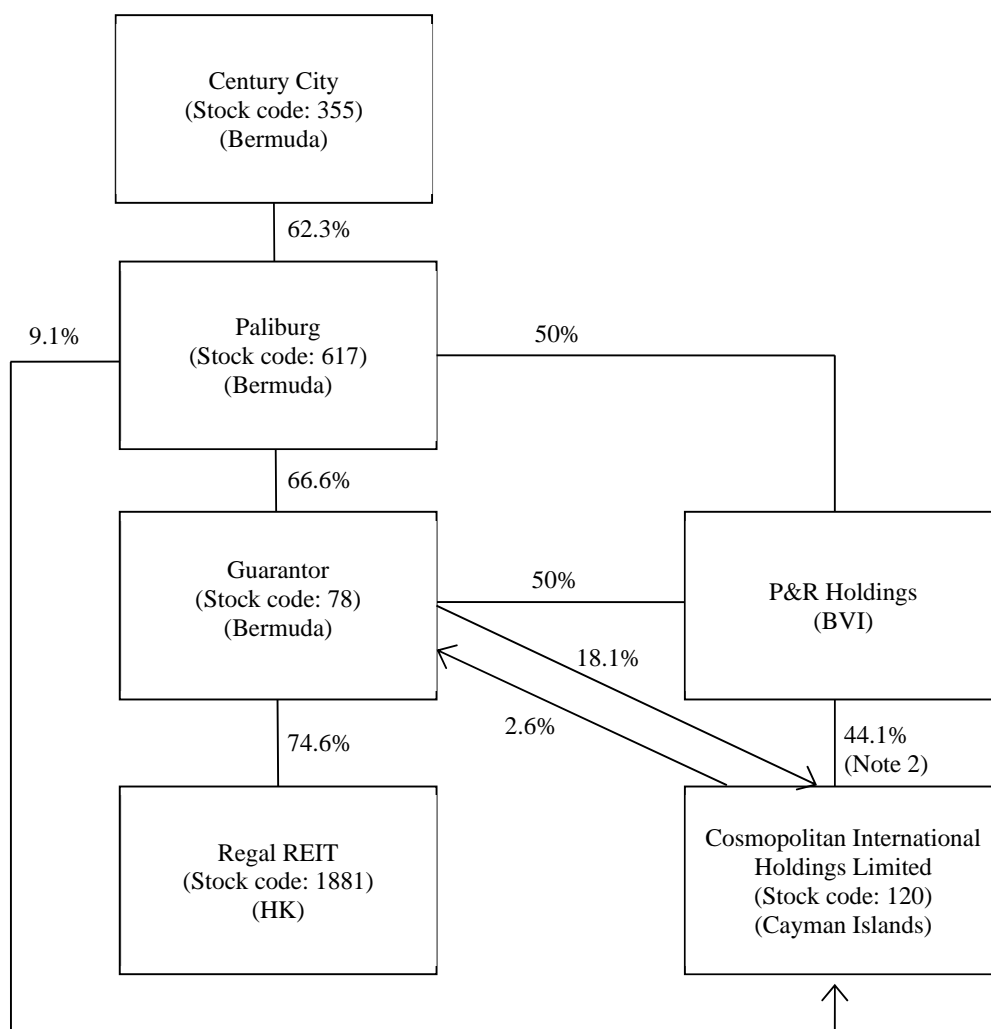 Century City
(Stock code: 355)
(Bermuda)
62.3%
9.1%
Paliburg
(Stock code: 617)
(Bermuda)
50%
66.6%
Guarantor
(Stock code: 78)
(Bermuda)
50%
P&R Holdings
(BVI)
18.1%
2.6%
74.6%
44.1%
(Note 2)
Regal REIT
(Stock code: 1881)
(HK)
Cosmopolitan International
Holdings Limited
(Stock code: 120)
(Cayman Islands)